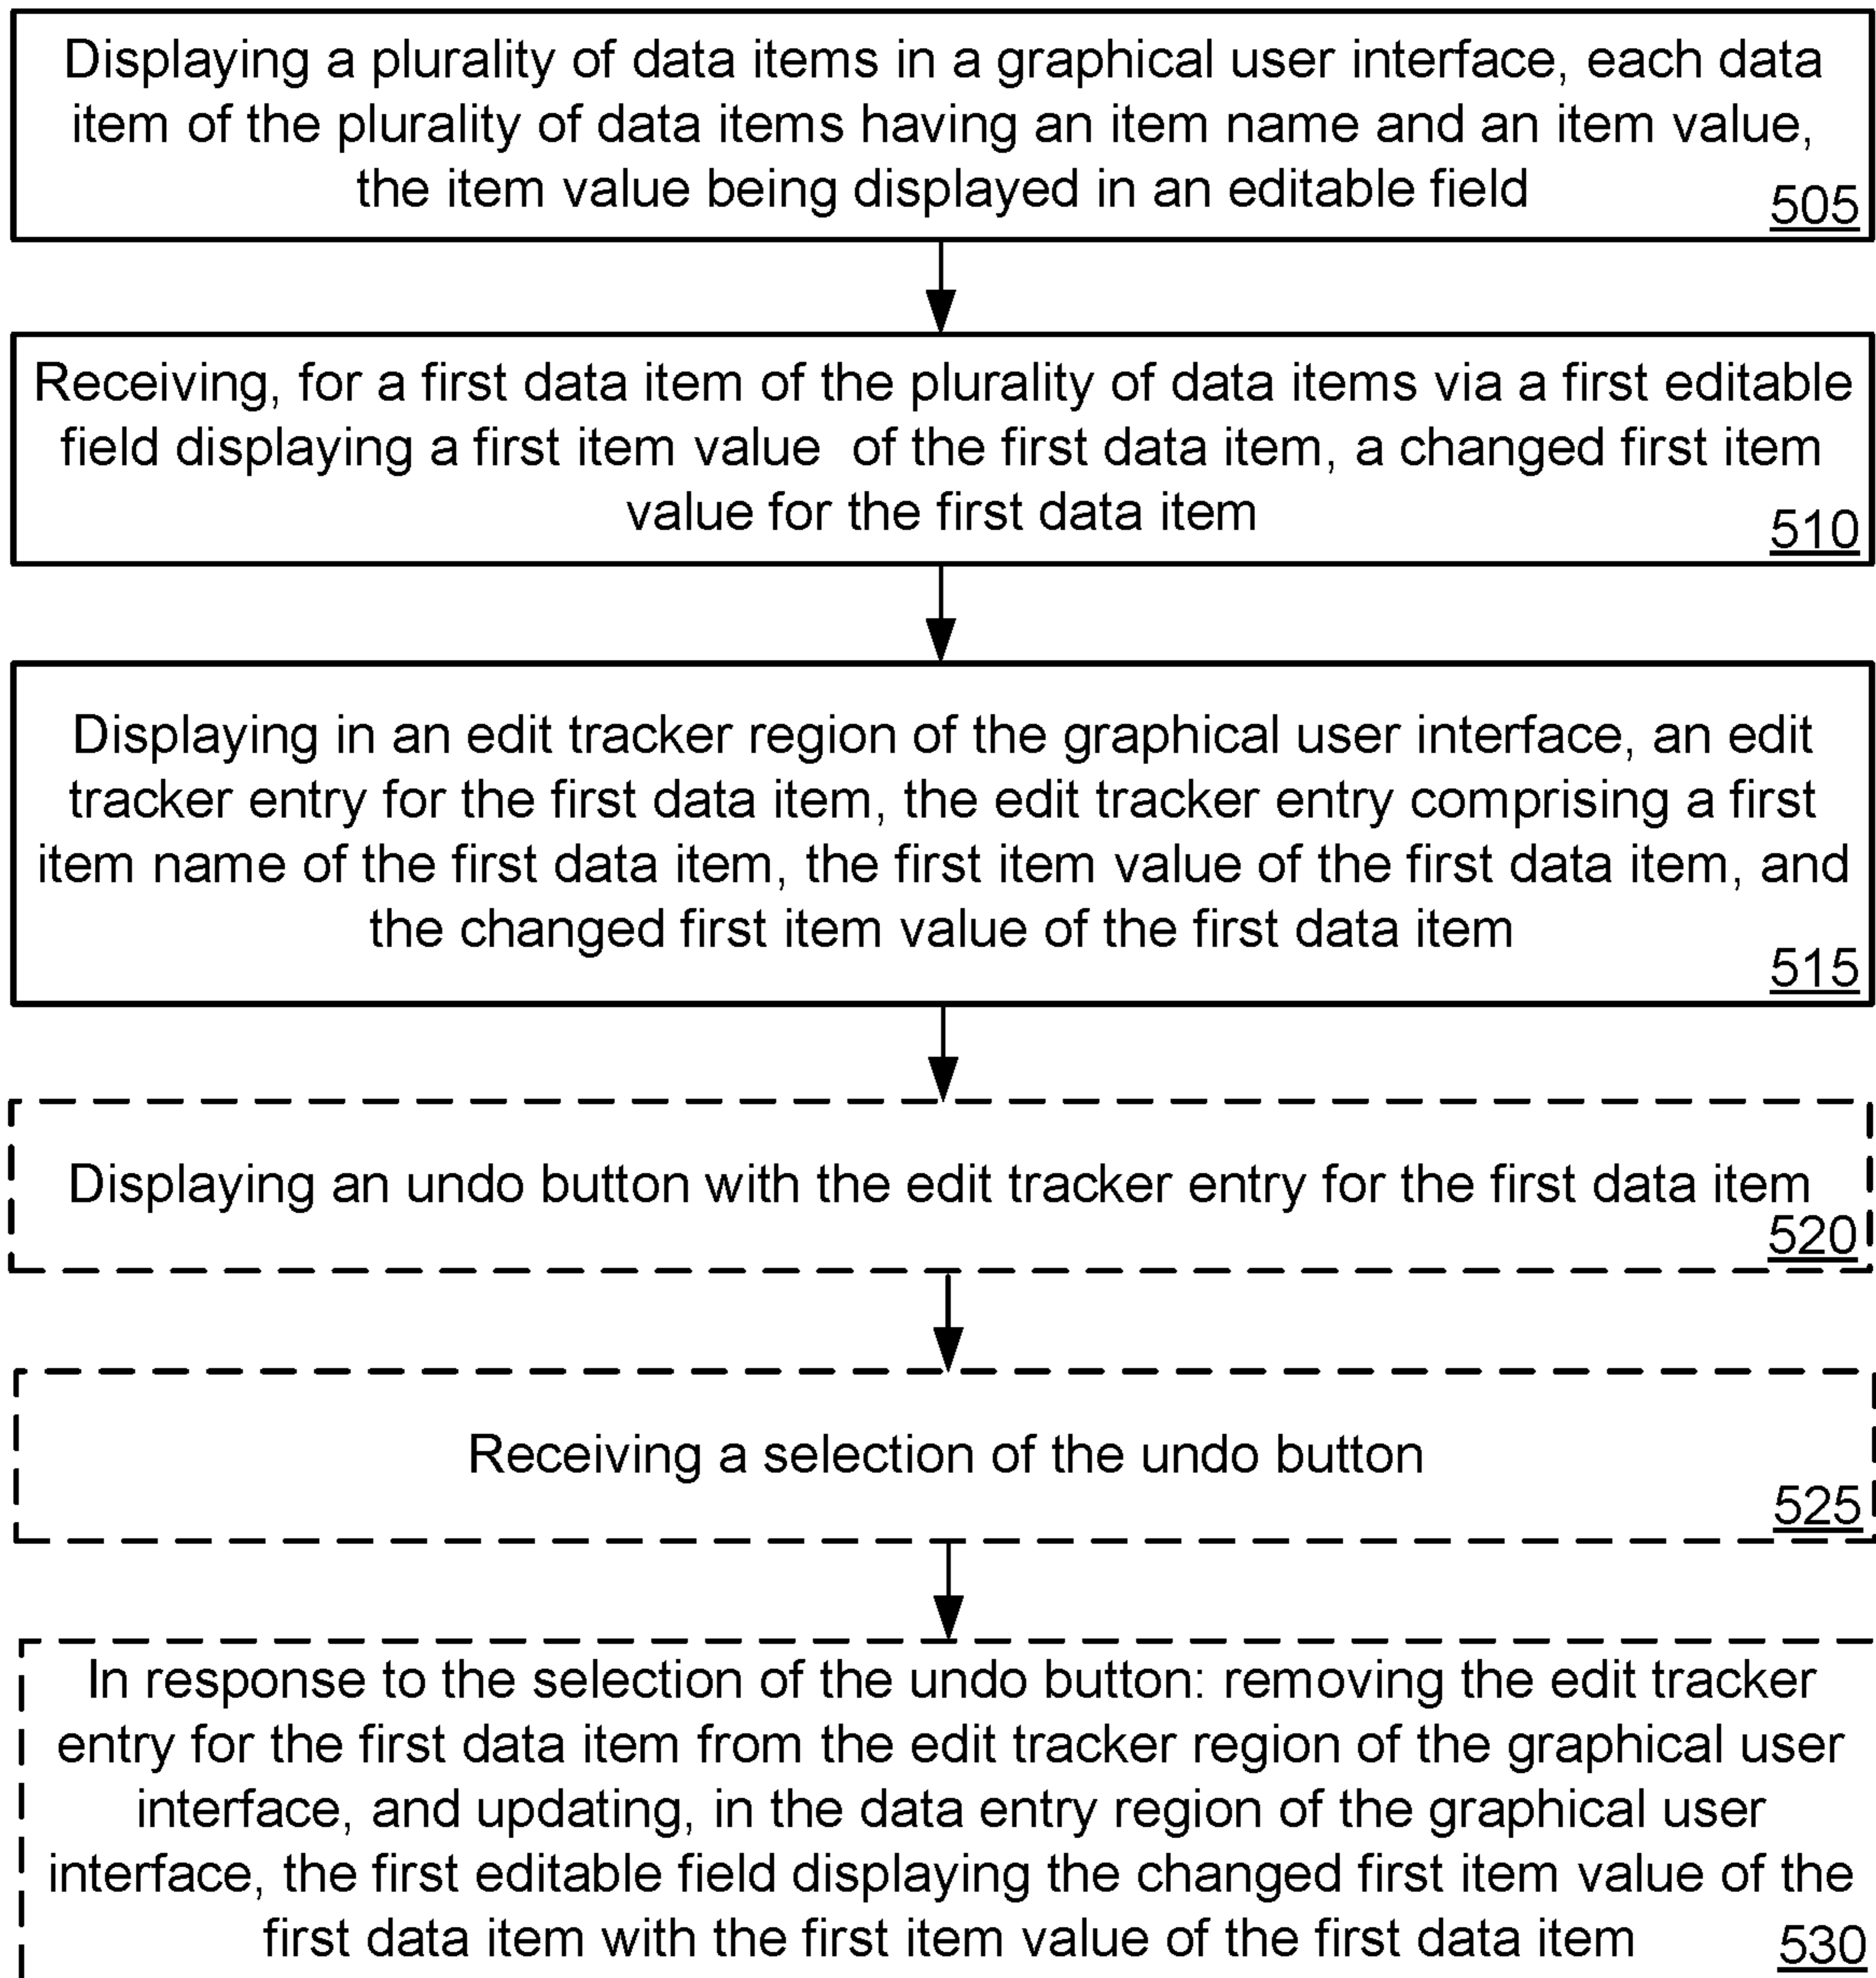 Displaying a plurality of data items in a graphical user interface, each data
item of the plurality of data items having an item name and an item value,
the item value being displayed in an editable field
505
Receiving, for a first data item of the plurality of data items via a first editable
field displaying a first item value  of the first data item, a changed first item
value for the first data item
510
Displaying in an edit tracker region of the graphical user interface, an edit
tracker entry for the first data item, the edit tracker entry comprising a first
item name of the first data item, the first item value of the first data item, and
the changed first item value of the first data item
515
Displaying an undo button with the edit tracker entry for the first data item
520
Receiving a selection of the undo button
525
In response to the selection of the undo button: removing the edit tracker
entry for the first data item from the edit tracker region of the graphical user
interface, and updating, in the data entry region of the graphical user
interface, the first editable field displaying the changed first item value of the
first data item with the first item value of the first data item
530